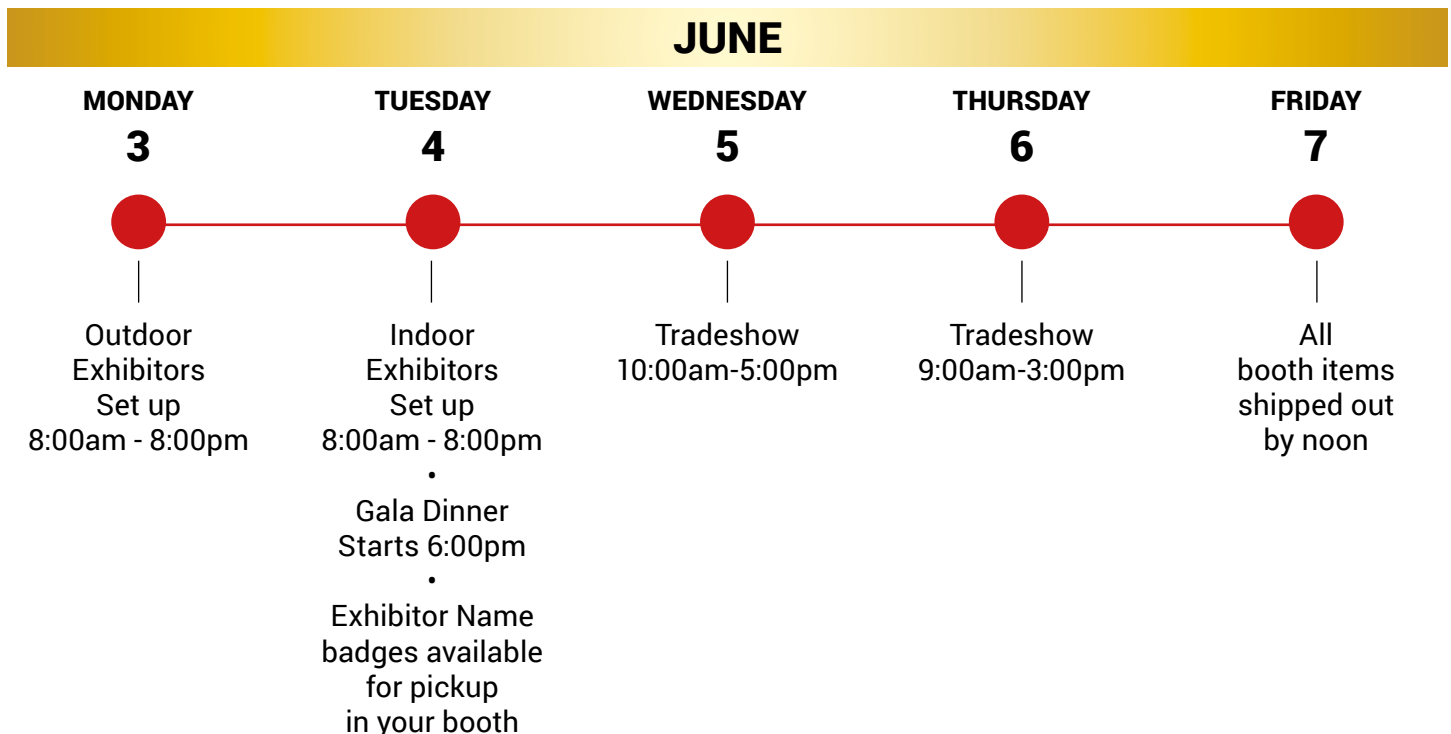 JUNE
MONDAY
3
Outdoor
Exhibitors
Set up
8:00am - 8:00pm
TUESDAY
4
Indoor
Exhibitors
Set up
8:00am - 8:00pm
•
Gala Dinner
Starts 6:00pm
•
Exhibitor Name
badges available
for pickup
in your booth
WEDNESDAY
5
Tradeshow
10:00am-5:00pm
THURSDAY
6
Tradeshow
9:00am-3:00pm
FRIDAY
7
All
booth items
shipped out
by noon